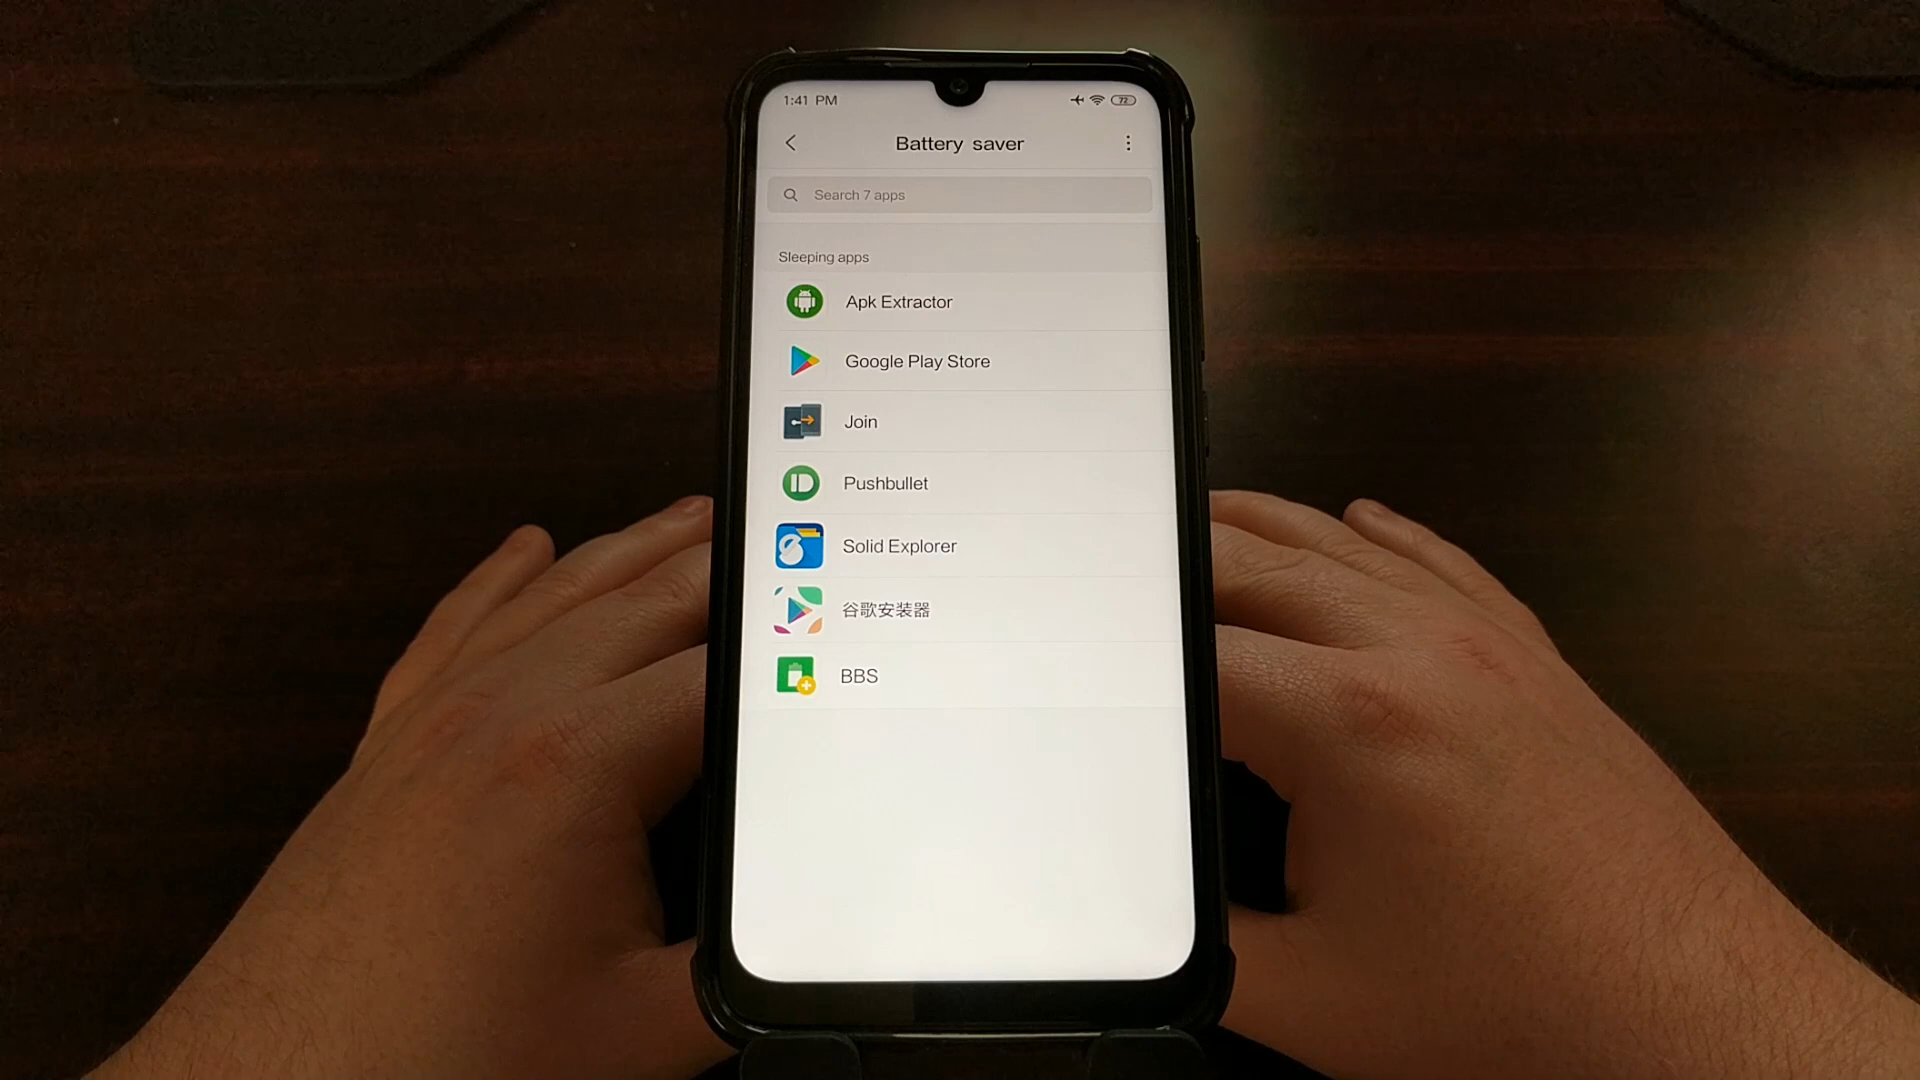 1:41 PM
72
Battery saver
Search 7 apps
Sleeping apps
Apk Extractor
Google Play Store
Join
Pushbullet
Solid Explorer
谷歌安装器
BBS